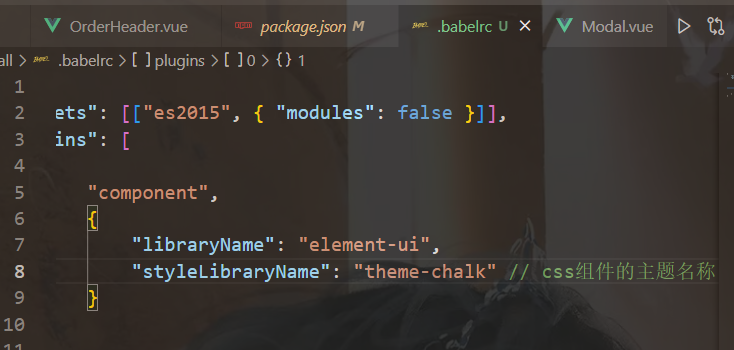 OrderHeader.vue package.json M .babelrc U Modal.vue
all > .babelrc > [ ] plugins > [ ] 0 > {} 1
1
2 ets": [["es2015", { "modules": false }]],
3 ins": [
4
5 "component",
6 {
7 "libraryName": "element-ui",
8 "styleLibraryName": "theme-chalk" // css组件的主题名称
9 }
10
11